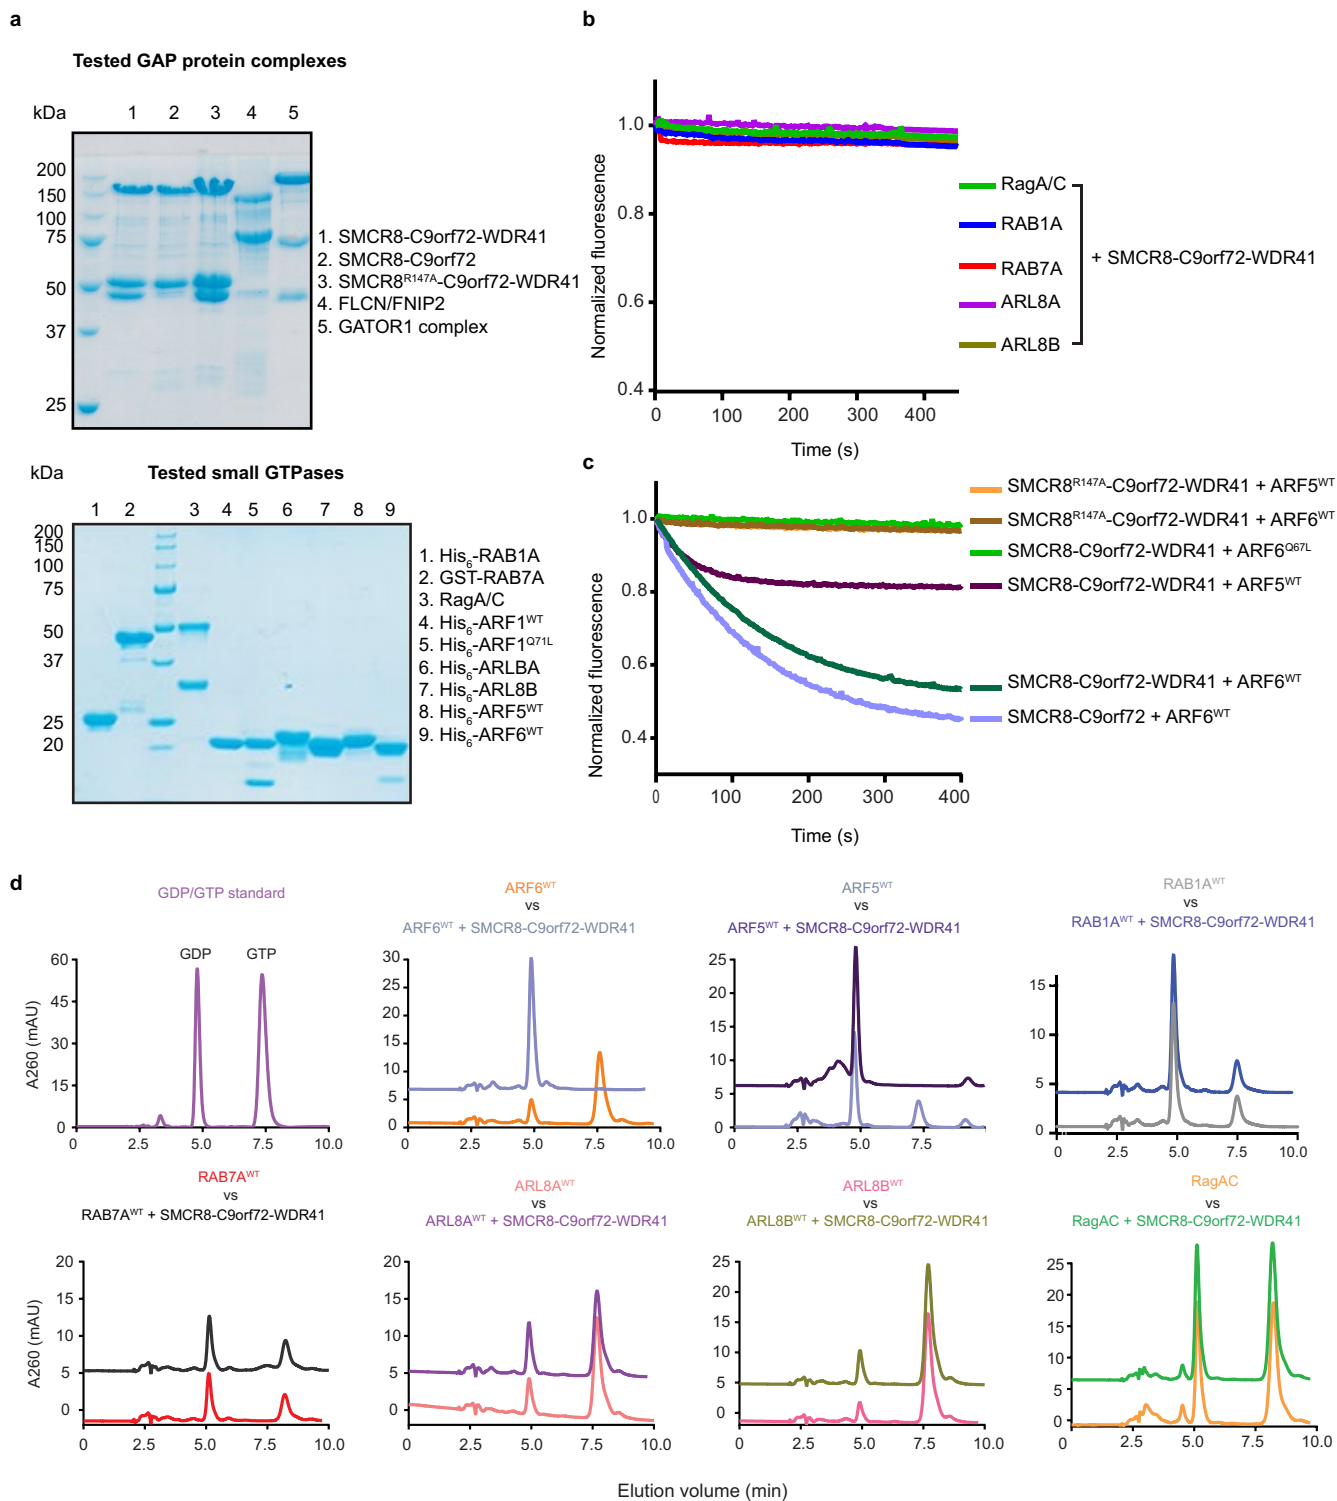 a
Tested GAP protein complexes
kDa 1 2 3 4 5
200
150
100
75
50
37
25
1. SMCR8-C9orf72-WDR41
2. SMCR8-C9orf72
3. SMCR8R147A-C9orf72-WDR41
4. FLCN/FNIP2
5. GATOR1 complex
kDa Tested small GTPases
1 2 3 4 5 6 7 8 9
200
150
100
75
50
37
25
20
1. His6-RAB1A
2. GST-RAB7A
3. RagA/C
4. His6-ARF1WT
5. His6-ARF1Q71L
6. His6-ARLBA
7. His6-ARL8B
8. His6-ARF5WT
9. His6-ARF6WT
b
Normalized fluorescence
1.0
0.8
0.6
0.4
0 100 200 300 400
Time (s)
RagA/C
RAB1A
RAB7A
ARL8A
ARL8B
+ SMCR8-C9orf72-WDR41
c
Normalized fluorescence
1.0
0.8
0.6
0.4
0 100 200 300 400
Time (s)
SMCR8R147A-C9orf72-WDR41 + ARF5WT
SMCR8R147A-C9orf72-WDR41 + ARF6WT
SMCR8-C9orf72-WDR41 + ARF6Q67L
SMCR8-C9orf72-WDR41 + ARF5WT
SMCR8-C9orf72-WDR41 + ARF6WT
SMCR8-C9orf72 + ARF6WT
d
GDP/GTP standard
GDP GTP
A260 (mAU)
60
45
30
15
0
0 2.5 5.0 7.5 10.0
ARF6WT
vs
ARF6WT + SMCR8-C9orf72-WDR41
30
25
20
15
10
5
0
0 2.5 5.0 7.5 10.0
ARF5WT
vs
ARF5WT + SMCR8-C9orf72-WDR41
25
20
15
10
5
0
0 2.5 5.0 7.5 10.0
RAB1AWT
vs
RAB1AWT + SMCR8-C9orf72-WDR41
15
10
5
0
0 2.5 5.0 7.5 10.0
RAB7AWT
vs
RAB7AWT + SMCR8-C9orf72-WDR41
A260 (mAU)
20
15
10
5
0
0 2.5 5.0 7.5 10.0
ARL8AWT
vs
ARL8AWT + SMCR8-C9orf72-WDR41
20
15
10
5
0
0 2.5 5.0 7.5 10.0
ARL8BWT
vs
ARL8BWT + SMCR8-C9orf72-WDR41
25
20
15
10
5
0
0 2.5 5.0 7.5 10.0
RagAC
vs
RagAC + SMCR8-C9orf72-WDR41
25
20
15
10
5
0
0 2.5 5.0 7.5 10.0
Elution volume (min)